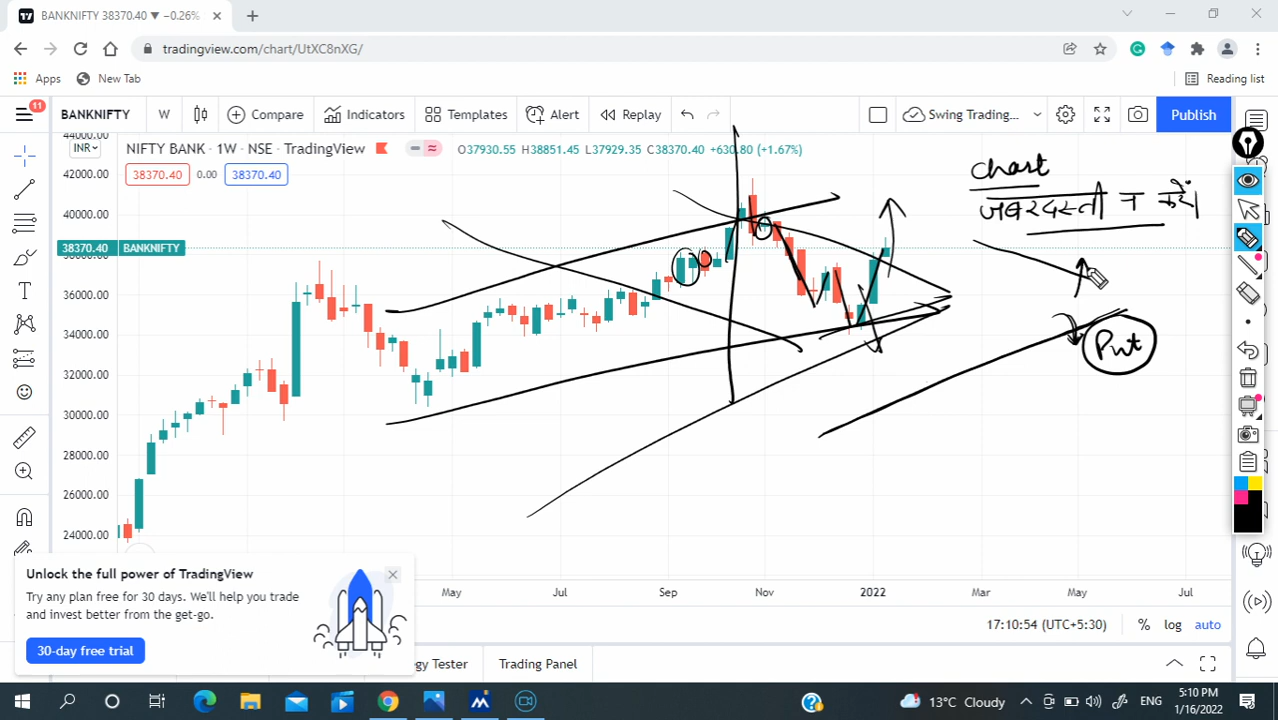 BANKNIFTY 38370.40 ▼ −0.26%
tradingview.com/chart/UtXC8nXG/
Apps New Tab Reading list
11
BANKNIFTY W Compare Indicators Templates Alert Replay Swing Trading... Publish
44000.00
INR
NIFTY BANK · 1W · NSE · TradingView O37930.55 H38851.45 L37929.35 C38370.40 +630.80 (+1.67%)
38370.40 0.00 38370.40
chart
जबरदस्ती न करें।
42000.00
40000.00
38370.40 BANKNIFTY
38000.00
36000.00
34000.00
Put
32000.00
30000.00
28000.00
26000.00
24000.00
Unlock the full power of TradingView
Try any plan free for 30 days. We'll help you trade
and invest better from the get-go.
30-day free trial
May Jul Sep Nov 2022 Mar May Jul
17:10:54 (UTC+5:30) % log auto
gy Tester Trading Panel
13°C Cloudy ENG
5:10 PM
1/16/2022